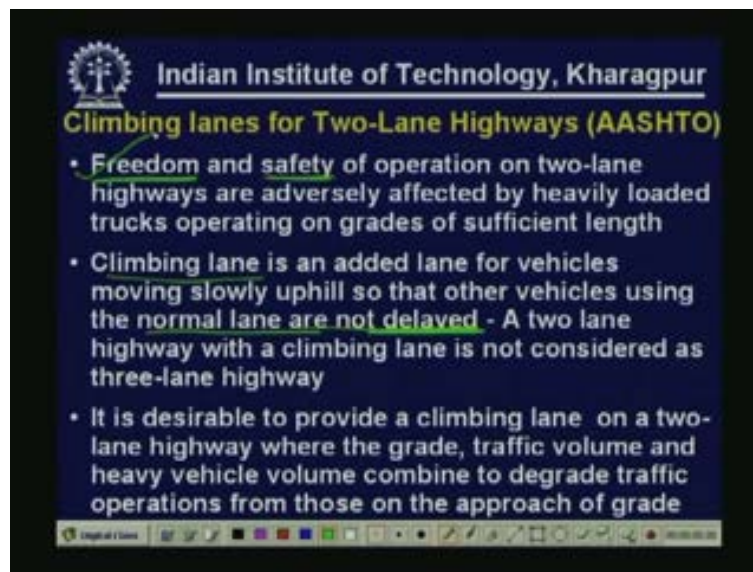 Indian Institute of Technology, Kharagpur
Climbing lanes for Two-Lane Highways (AASHTO)
• Freedom and safety of operation on two-lane
highways are adversely affected by heavily loaded
trucks operating on grades of sufficient length
• Climbing lane is an added lane for vehicles
moving slowly uphill so that other vehicles using
the normal lane are not delayed - A two lane
highway with a climbing lane is not considered as
three-lane highway
• It is desirable to provide a climbing lane on a two-
lane highway where the grade, traffic volume and
heavy vehicle volume combine to degrade traffic
operations from those on the approach of grade